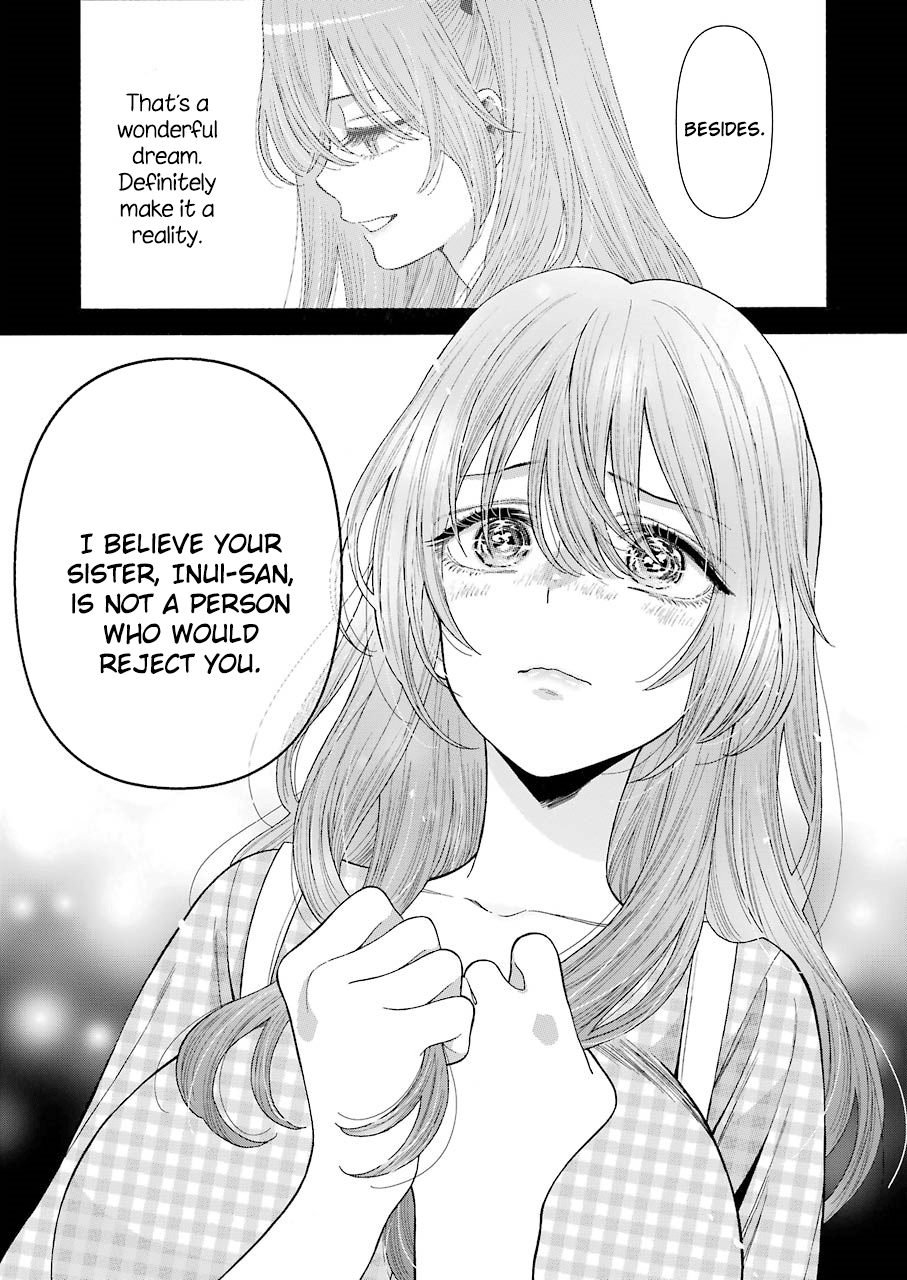 BESIDES.
That's a
wonderful
dream.
Definitely
make it a
reality.
I BELIEVE YOUR
SISTER, INUI-SAN,
IS NOT A PERSON
WHO WOULD
REJECT YOU.